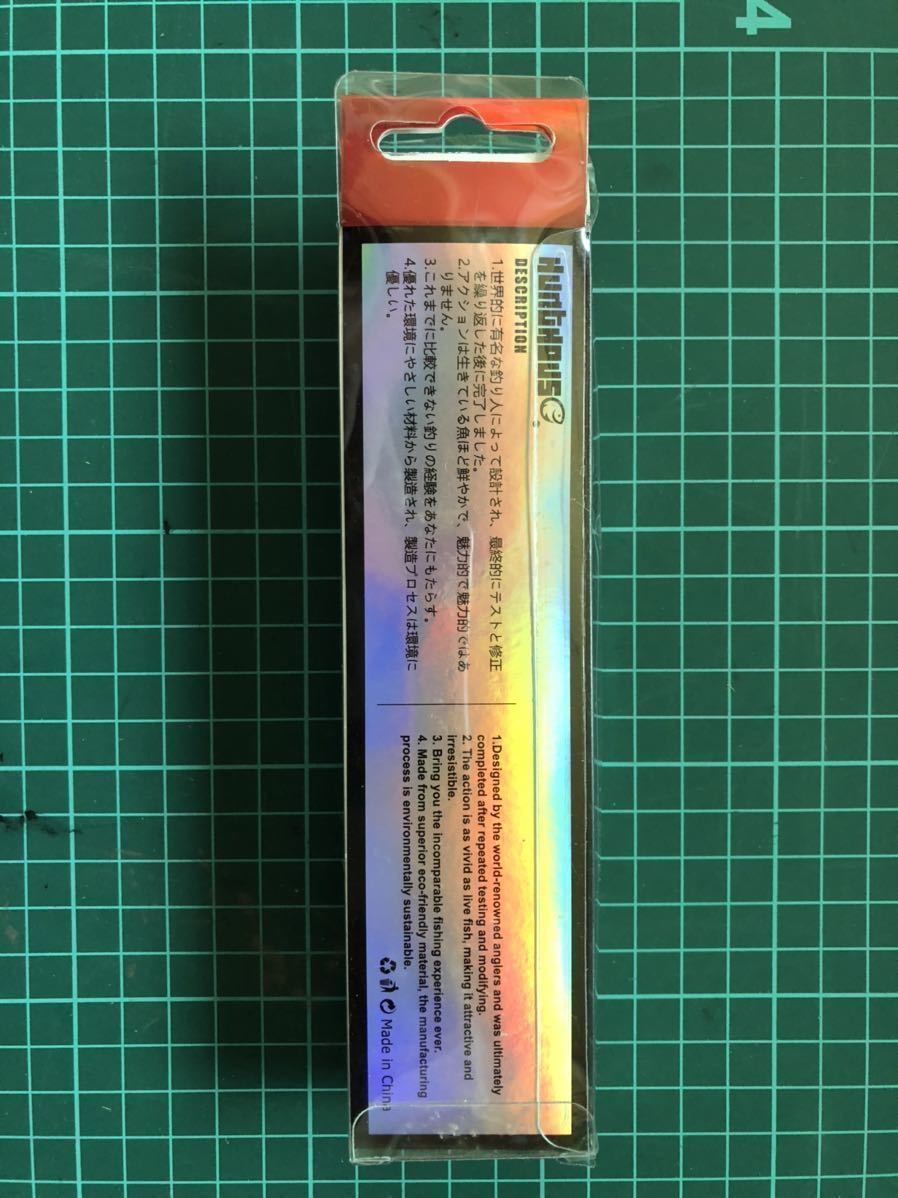 4
Hunthouse
®
DESCRIPTION
1.世界的に有名な釣り人によって設計され、最終的にテストと修正
を繰り返した後に完了しました。
2.アクションは生きている魚ほど鮮やかで、魅力的で魅力的ではあ
りません。
3.これまでに比較できない釣りの経験をあなたにもたらす。
4.優れた環境にやさしい材料から製造され、製造プロセスは環境に
優しい。
1.Designed by the world-renowned anglers and was ultimately
completed after repeated testing and modifying.
2. The action is as vivid as live fish, making it attractive and
irresistible.
3. Bring you the incomparable fishing experience ever.
4. Made from superior eco-friendly material, the manufacturing
process is environmentally sustainable.
Made in China